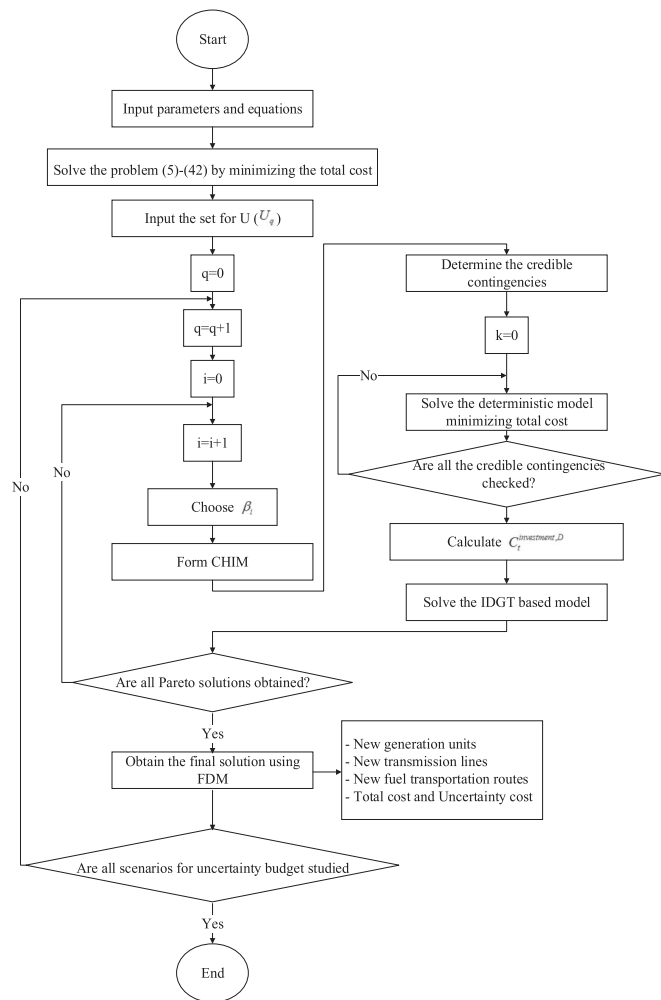 Start
Input parameters and equations
Solve the problem (5)-(42) by minimizing the total cost
Input the set for U (U_q)
q=0
q=q+1
i=0
No
i=i+1
No
Choose β_i
Form CHIM
Determine the credible
contingencies
k=0
No
Solve the deterministic model
minimizing total cost
Are all the credible contingencies
checked?
Calculate C_t^{investment,D}
Solve the IDGT based model
Are all Pareto solutions obtained?
Yes
Obtain the final solution using
FDM
- New generation units
- New transmission lines
- New fuel transportation routes
- Total cost and Uncertainty cost
Are all scenarios for uncertainty budget studied
Yes
End